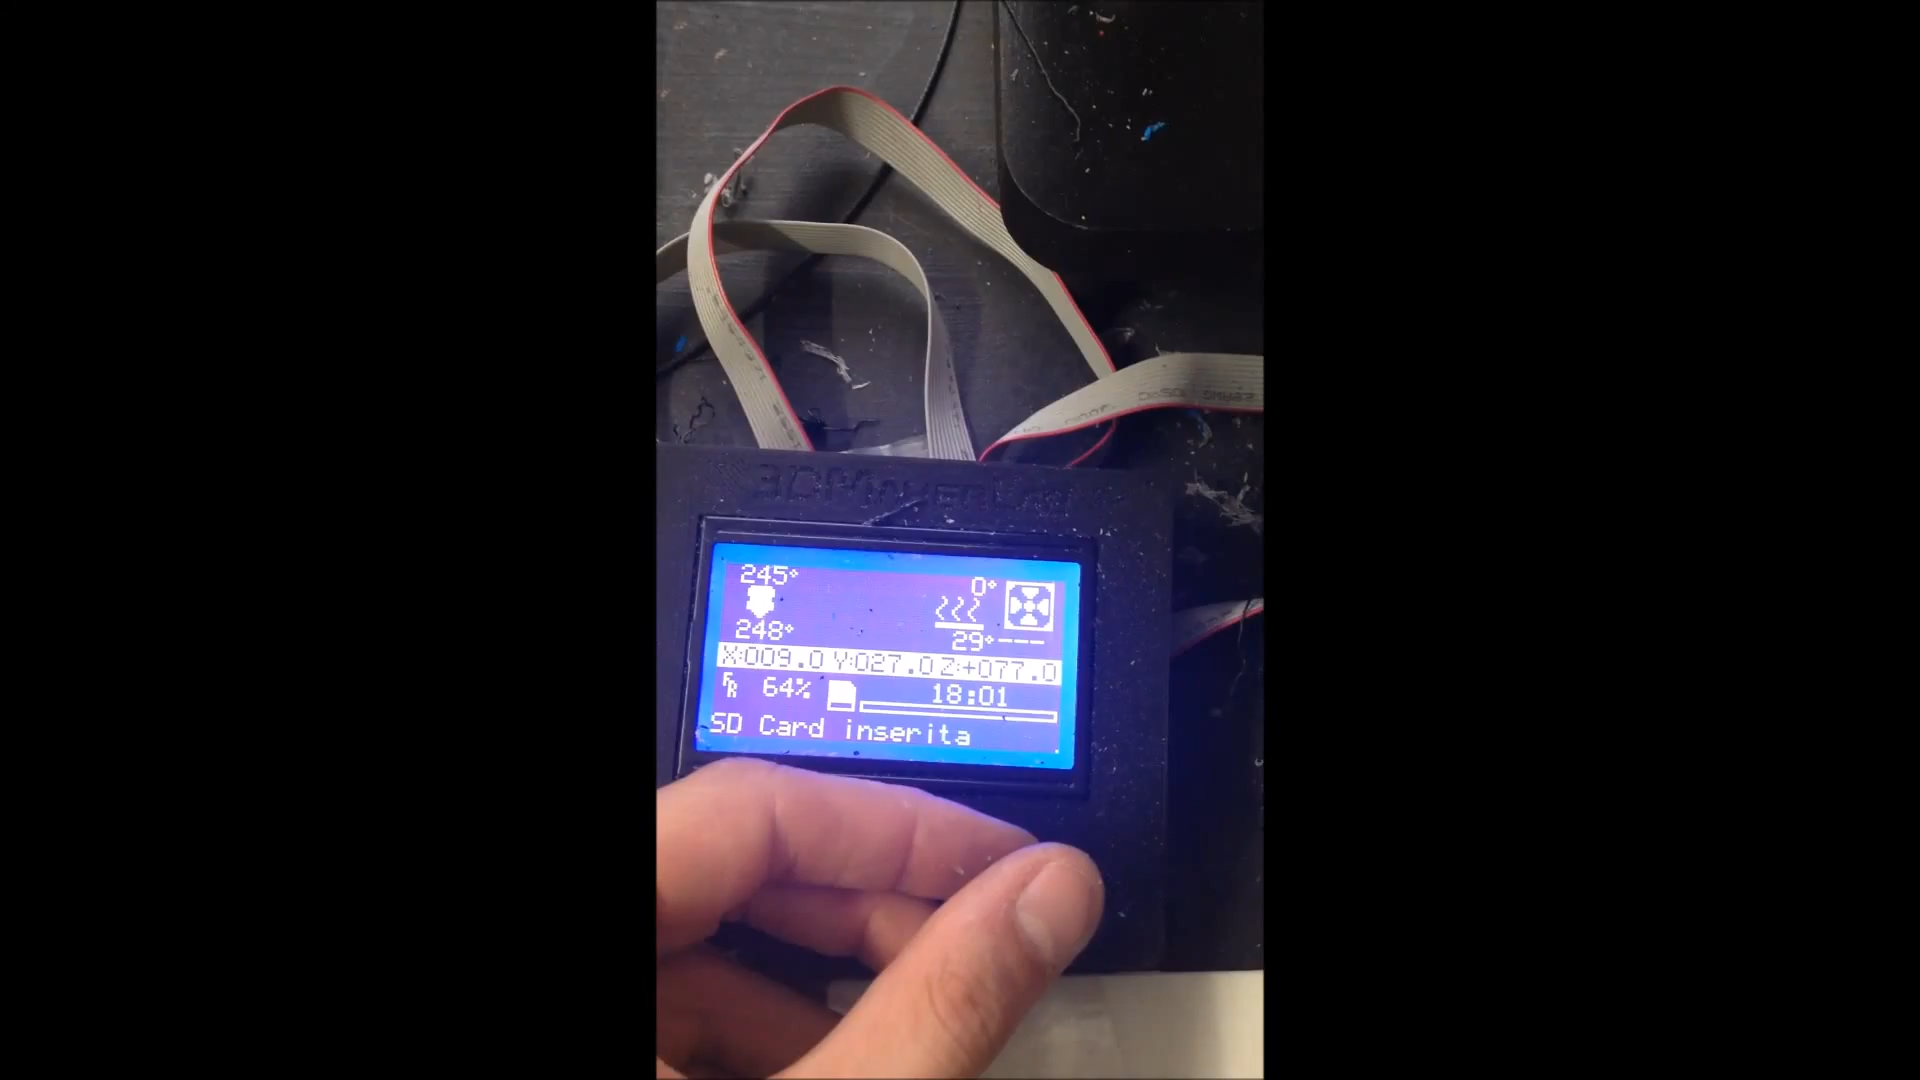 245°
0°
248°
29° ---
X:009.0 Y:027.0 Z:+077.0
FR 64% 18:01
SD Card inserita